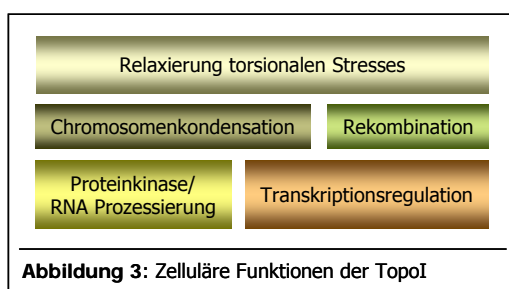 Relaxierung torsionalen Stresses
Chromosomenkondensation
Rekombination
Proteinkinase/
RNA Prozessierung
Transkriptionsregulation
Abbildung 3: Zelluläre Funktionen der TopoI